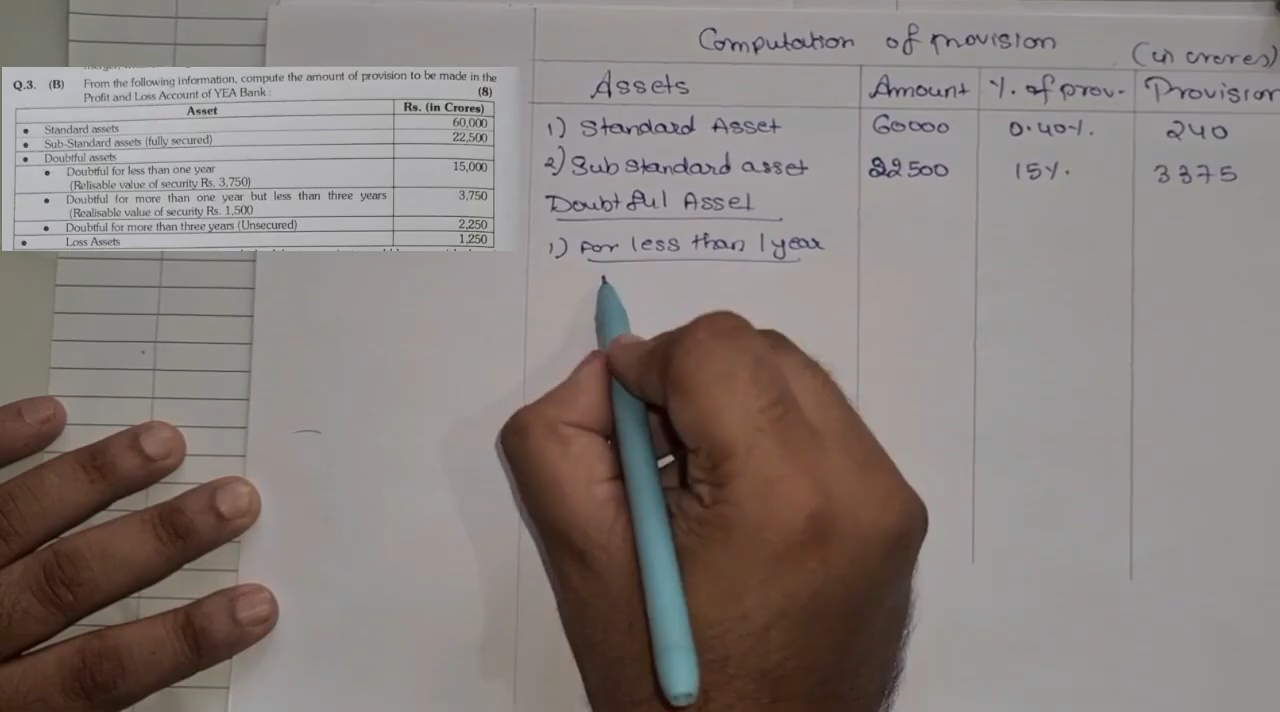 Q.3. (B) From the following information, compute the amount of provision to be made in the
Profit and Loss Account of YEA Bank : (8)
Asset Rs. (in Crores)
• Standard assets 60,000
• Sub-Standard assets (fully secured) 22,500
• Doubtful assets
• Doubtful for less than one year 15,000
(Relisable value of security Rs. 3,750)
• Doubtful for more than one year but less than three years 3,750
(Realisable value of security Rs. 1,500
• Doubtful for more than three years (Unsecured) 2,250
• Loss Assets 1,250
Computation of provision
(in crores)
Assets Amount %. of prov. Provision
1) Standard Asset 60000 0.40%. 240
2) Sub Standard asset 22500 15%. 3375
Doubtful Asset
1) For less than 1 year